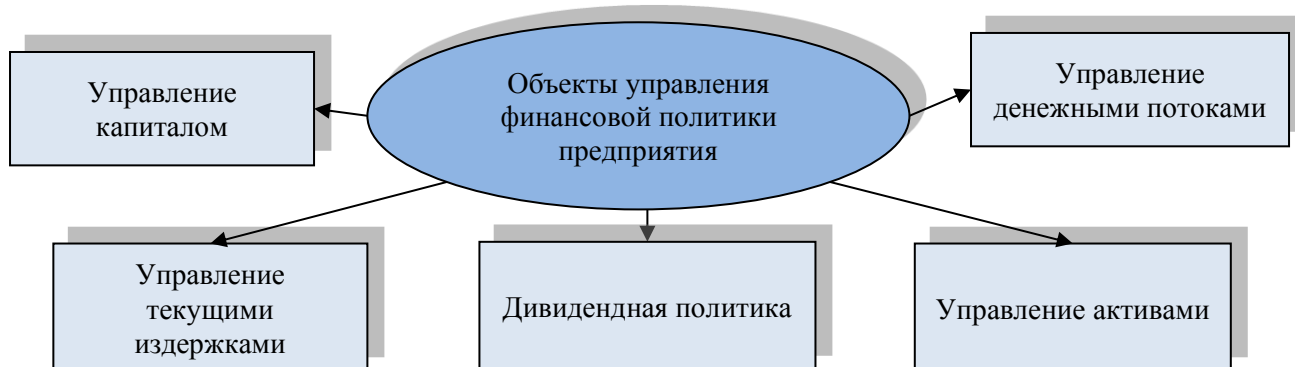 Управление
капиталом
Объекты управления
финансовой политики
предприятия
Управление
денежными потоками
Управление
текущими
издержками
Дивидендная политика
Управление активами